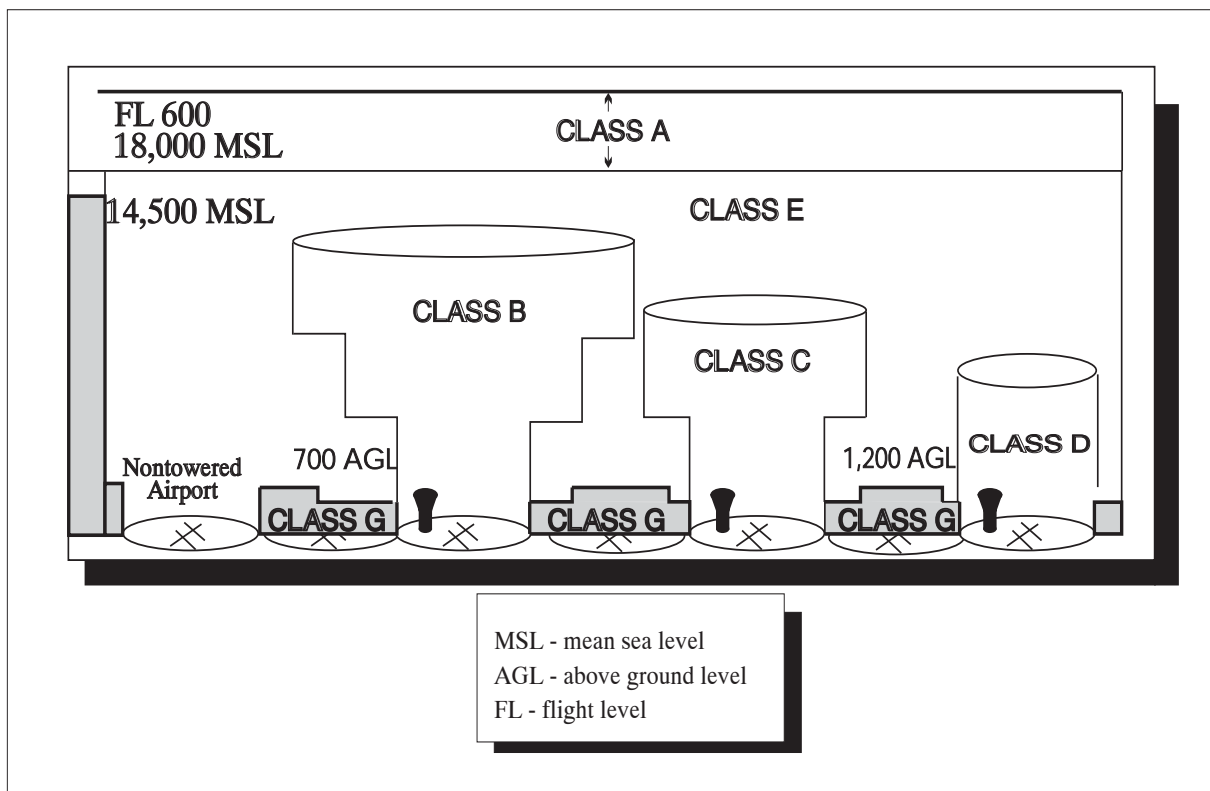 FL 600
18,000 MSL
CLASS A
14,500 MSL
CLASS E
CLASS B
CLASS C
CLASS D
Nontowered
Airport
700 AGL
1,200 AGL
CLASS G
CLASS G
CLASS G
MSL - mean sea level
AGL - above ground level
FL - flight level